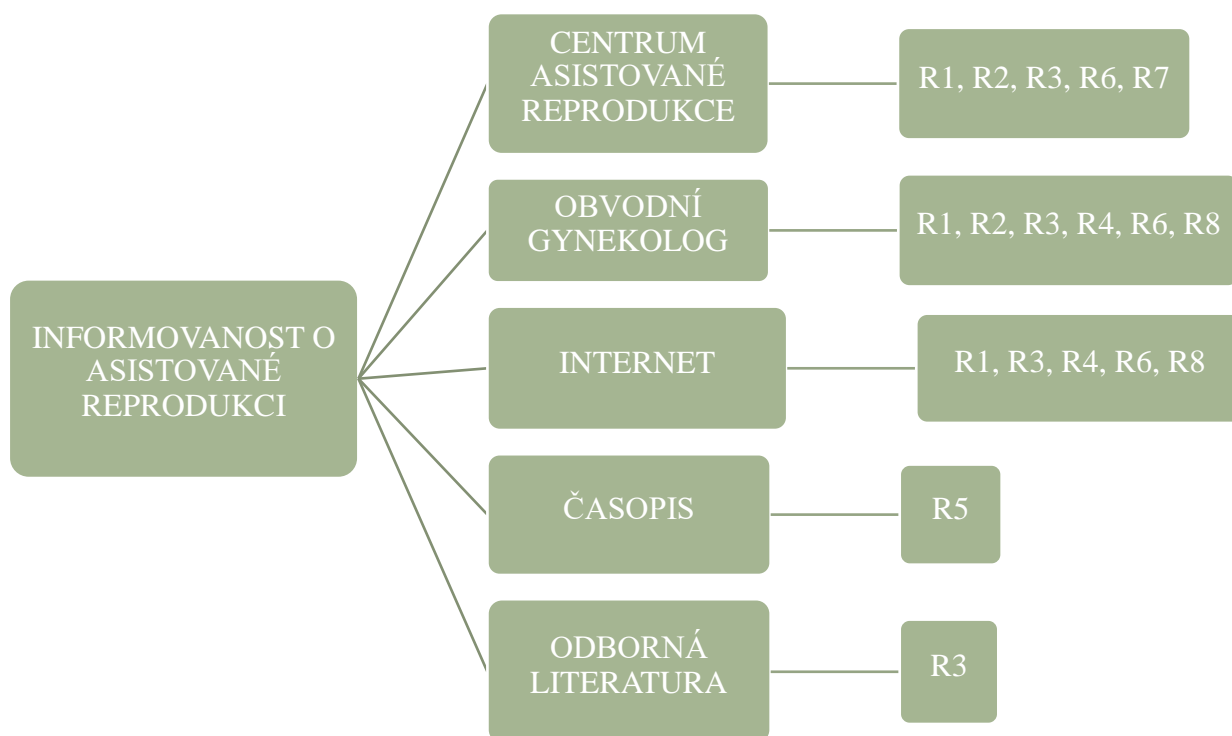 INFORMOVANOST O
ASISTOVANÉ
REPRODUKCI
CENTRUM
ASISTOVANÉ
REPRODUKCE
R1, R2, R3, R6, R7
OBVODNÍ
GYNEKOLOG
R1, R2, R3, R4, R6, R8
INTERNET
R1, R3, R4, R6, R8
ČASOPIS
R5
ODBORNÁ
LITERATURA
R3